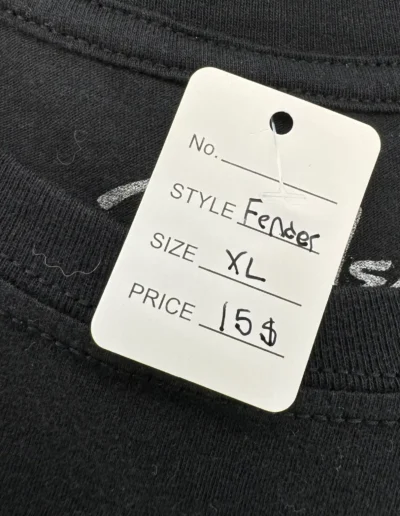 No.
STYLE Fender
SIZE XL
PRICE 15$